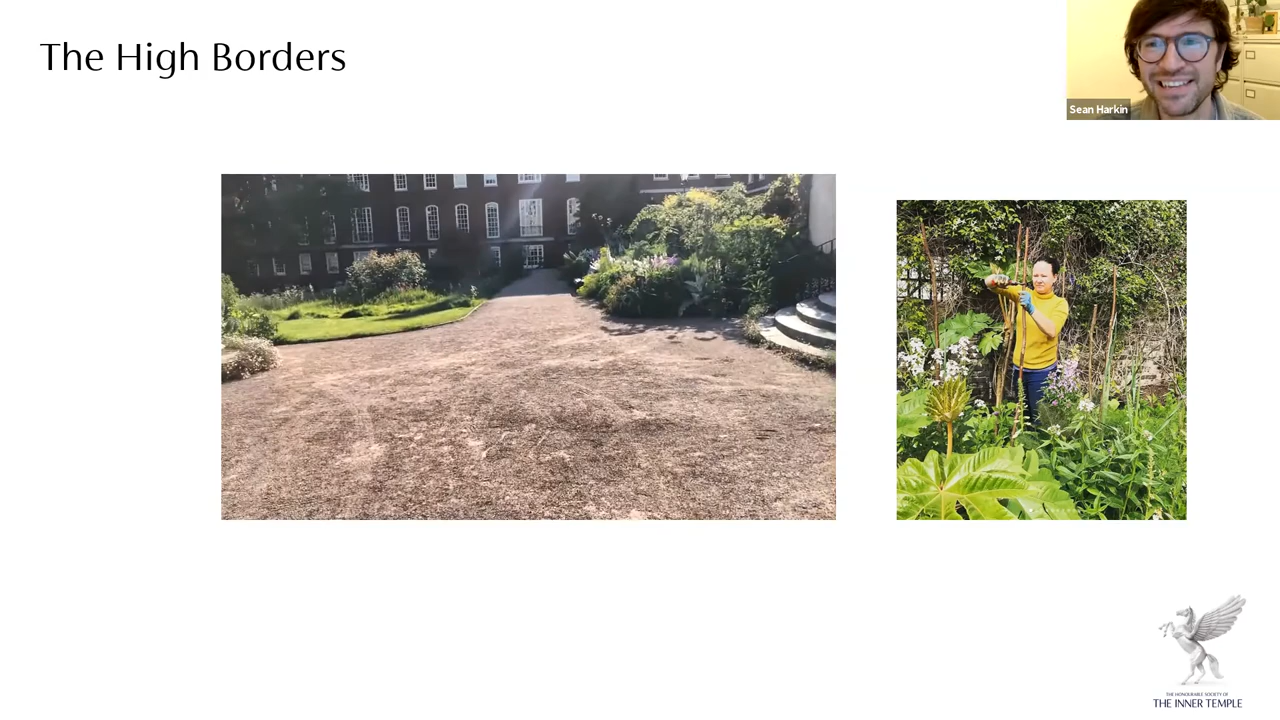 The High Borders
Sean Harkin
THE HONOURABLE SOCIETY OF
THE INNER TEMPLE